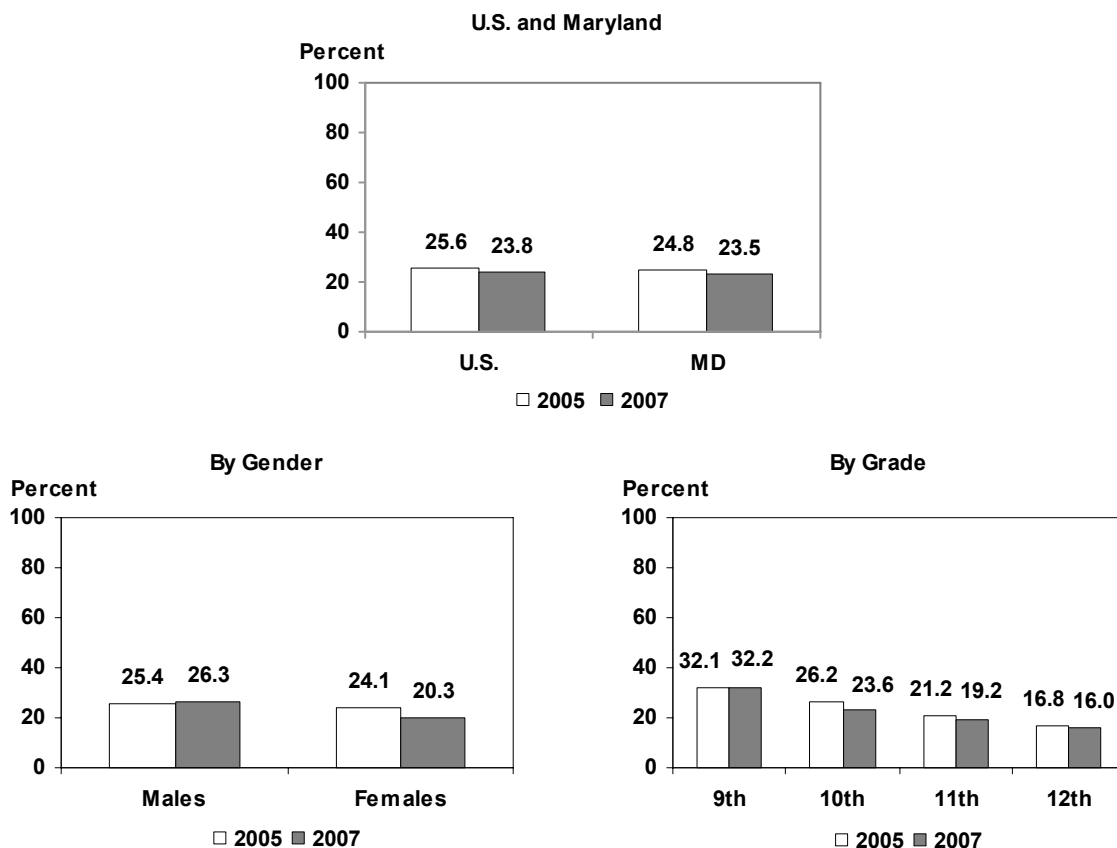 U.S. and Maryland
Percent
100
80
60
40
20
0
25.6 23.8 24.8 23.5
U.S. MD
2005 2007
By Gender
Percent
100
80
60
40
20
0
25.4 26.3 24.1 20.3
Males Females
2005 2007
By Grade
Percent
100
80
60
40
20
0
32.1 32.2 26.2 23.6 21.2 19.2 16.8 16.0
9th 10th 11th 12th
2005 2007